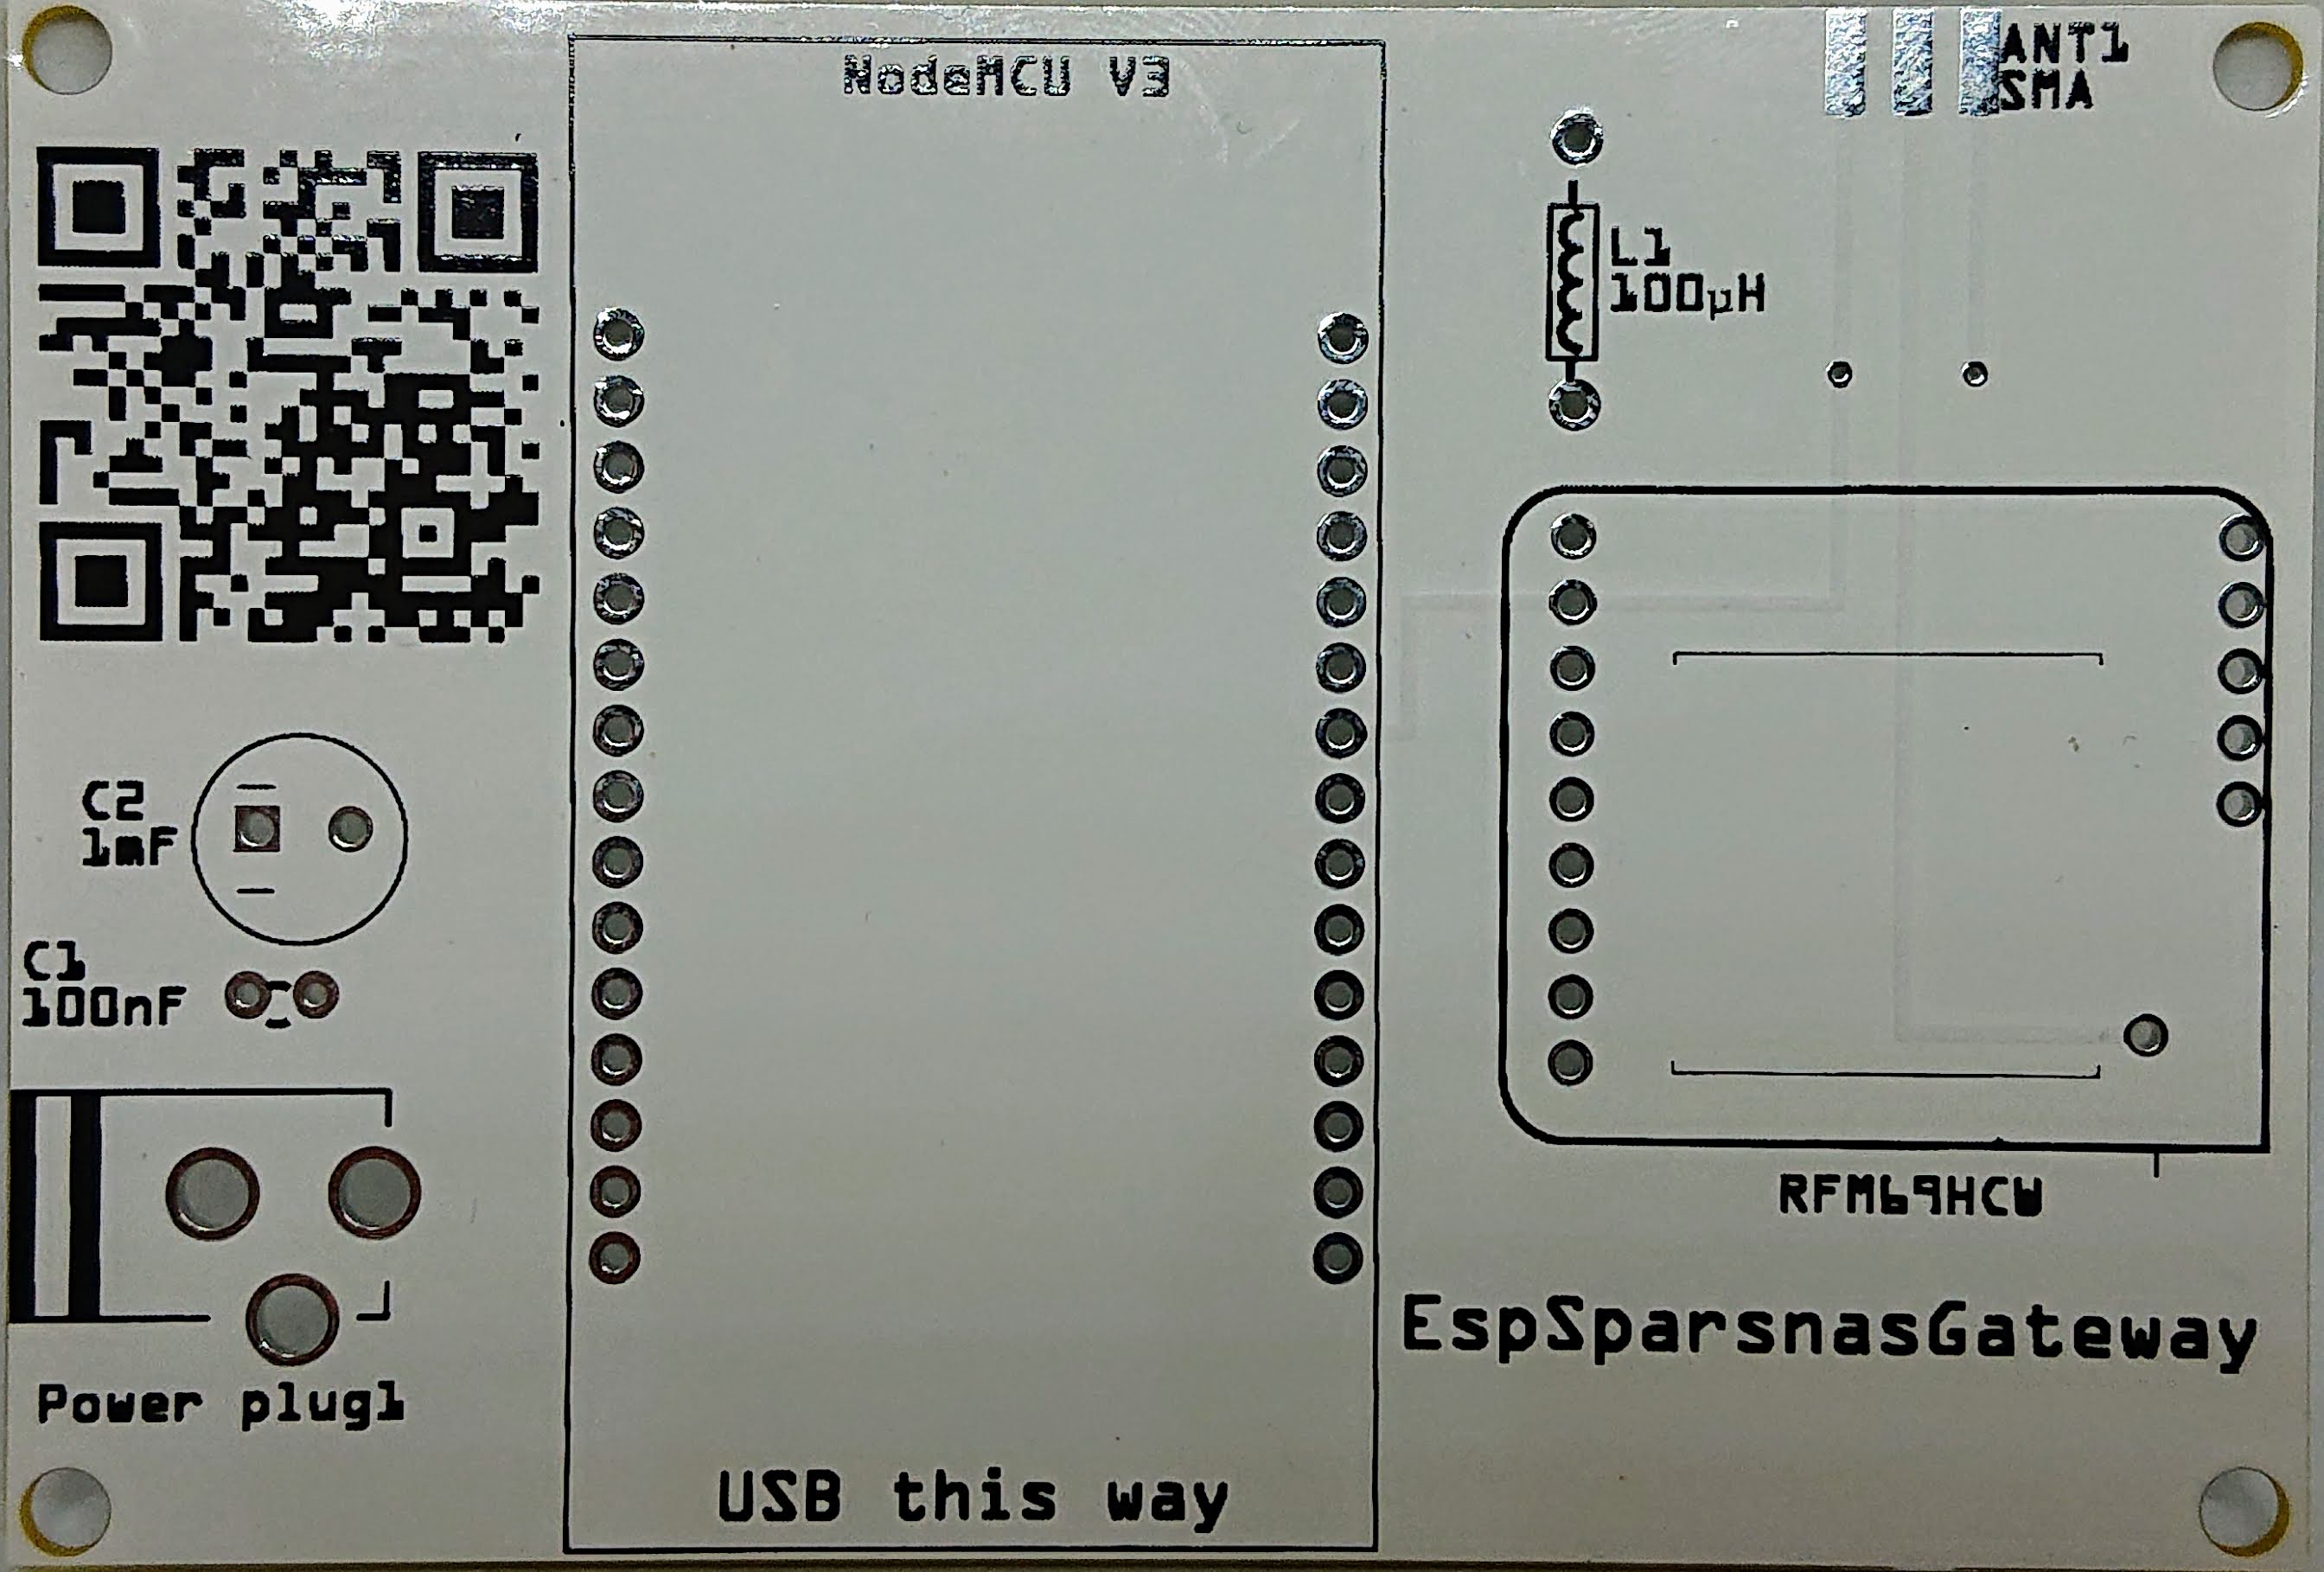 NodeMCU V3
ANT1
SMA
L1
100µH
C2
1mF
C1
100nF
RFM69HCW
EspSparsnasGateway
Power plug1
USB this way